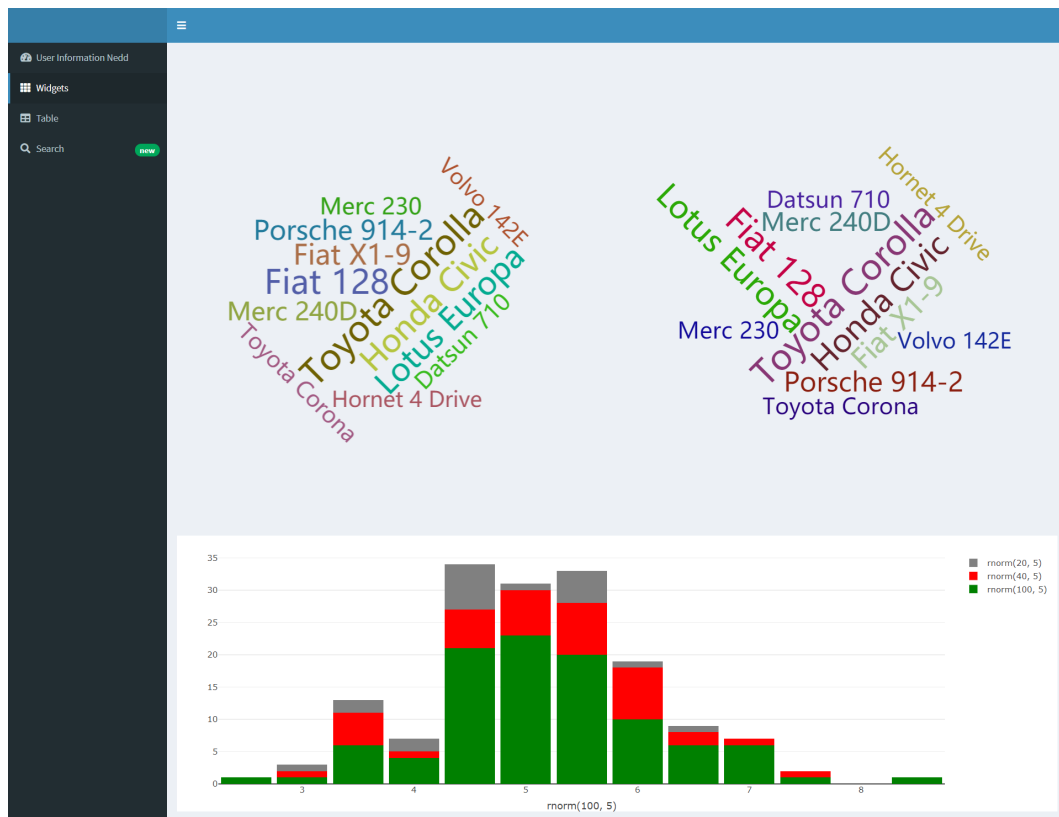 User Information Nedd
Widgets
Table
Search
new
Volvo 142E
Merc 230
Porsche 914-2
Fiat X1-9
Fiat 128
Merc 240D
Toyota Corolla
Honda Civic
Lotus Europa
Datsun 710
Toyota Corona
Hornet 4 Drive
Hornet 4 Drive
Lotus Europa
Datsun 710
Merc 240D
Fiat 128
Toyota Corolla
Honda Civic
Fiat X1-9
Merc 230
Volvo 142E
Porsche 914-2
Toyota Corona
35
30
25
20
15
10
5
0
3
4
5
6
7
8
rnorm(100, 5)
rnorm(20, 5)
rnorm(40, 5)
rnorm(100, 5)